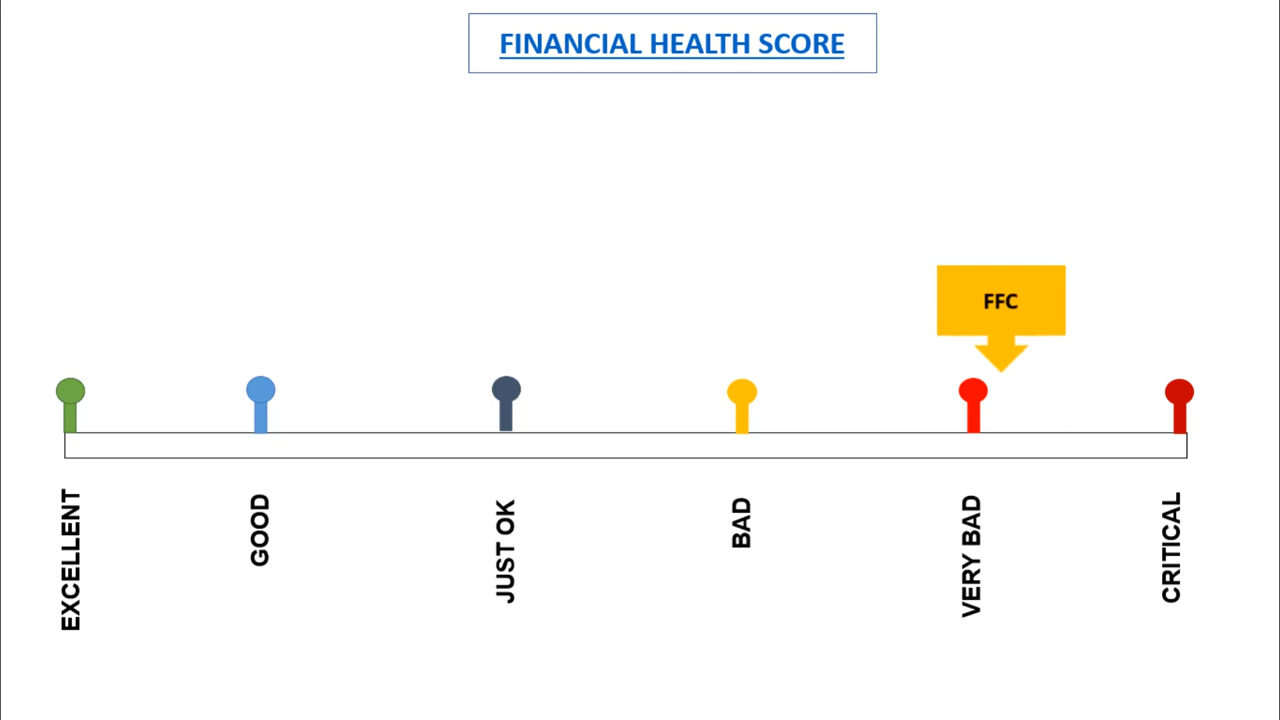 FINANCIAL HEALTH SCORE
FFC
EXCELLENT
GOOD
JUST OK
BAD
VERY BAD
CRITICAL